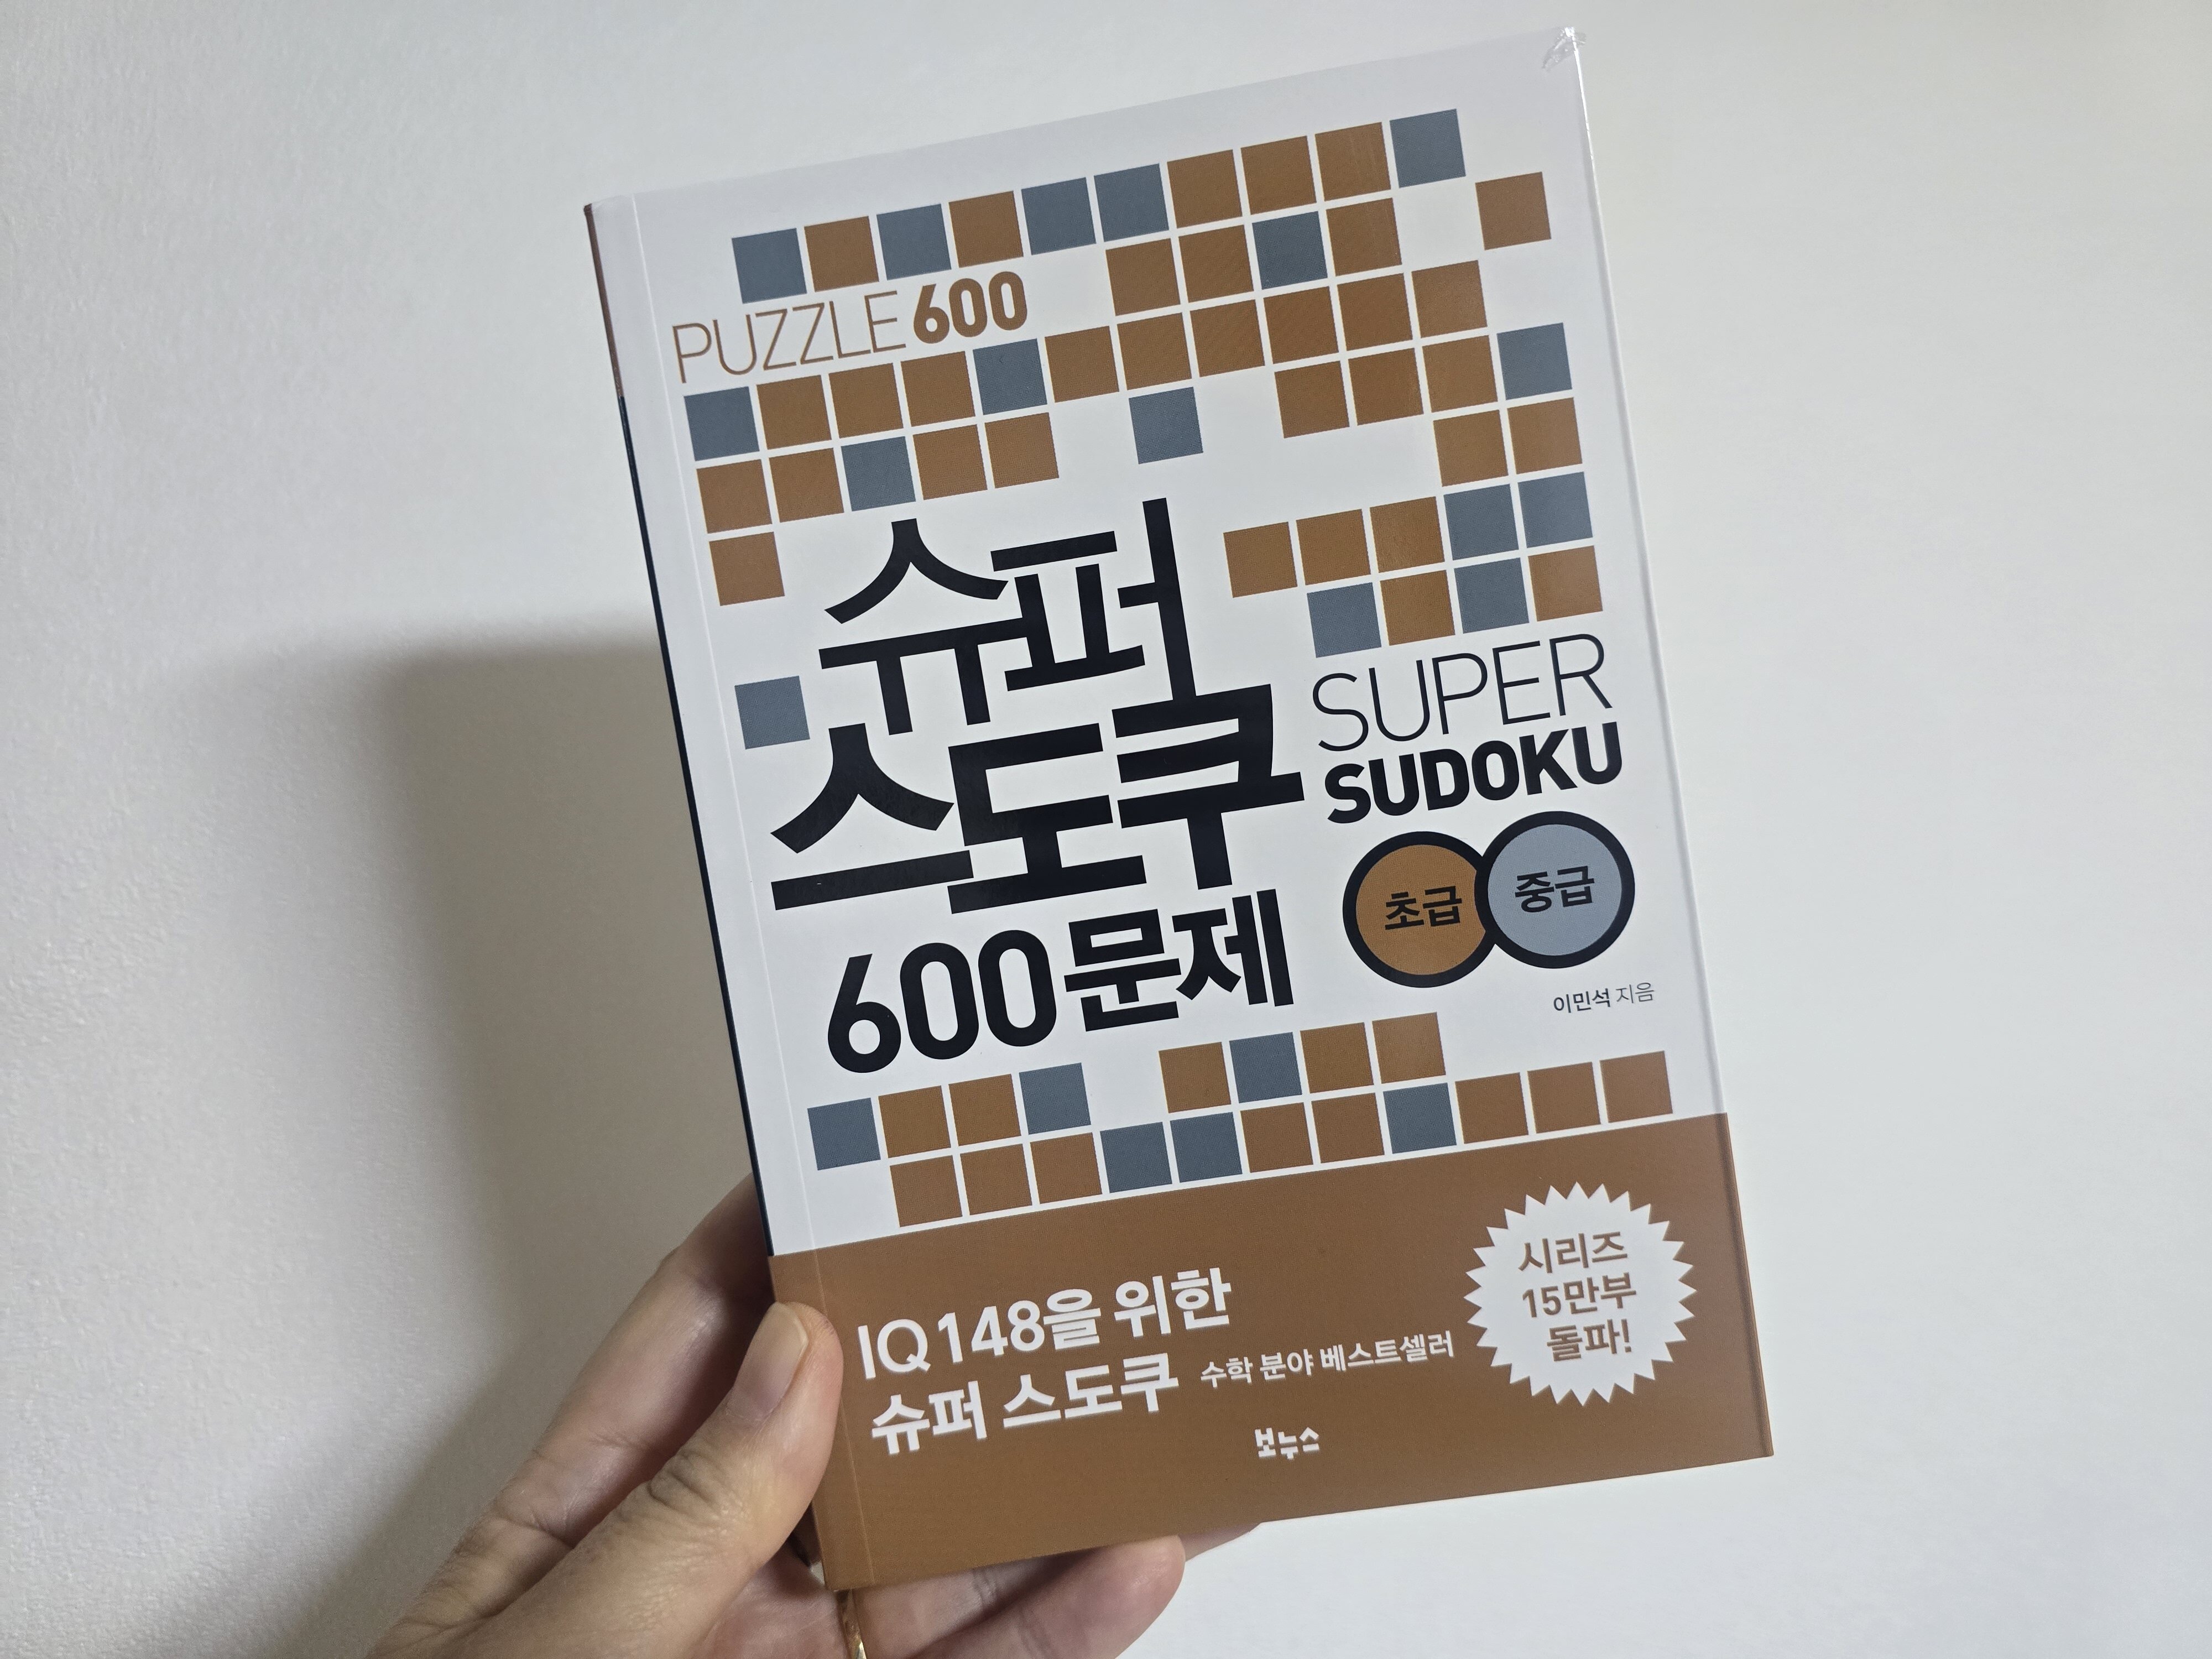 PUZZLE 600
슈퍼
스도쿠
600문제
SUPER
SUDOKU
초급 중급
이민석 지음
IQ 148을 위한
슈퍼 스도쿠 수학 분야 베스트셀러
시리즈
15만부
돌파!
보누스